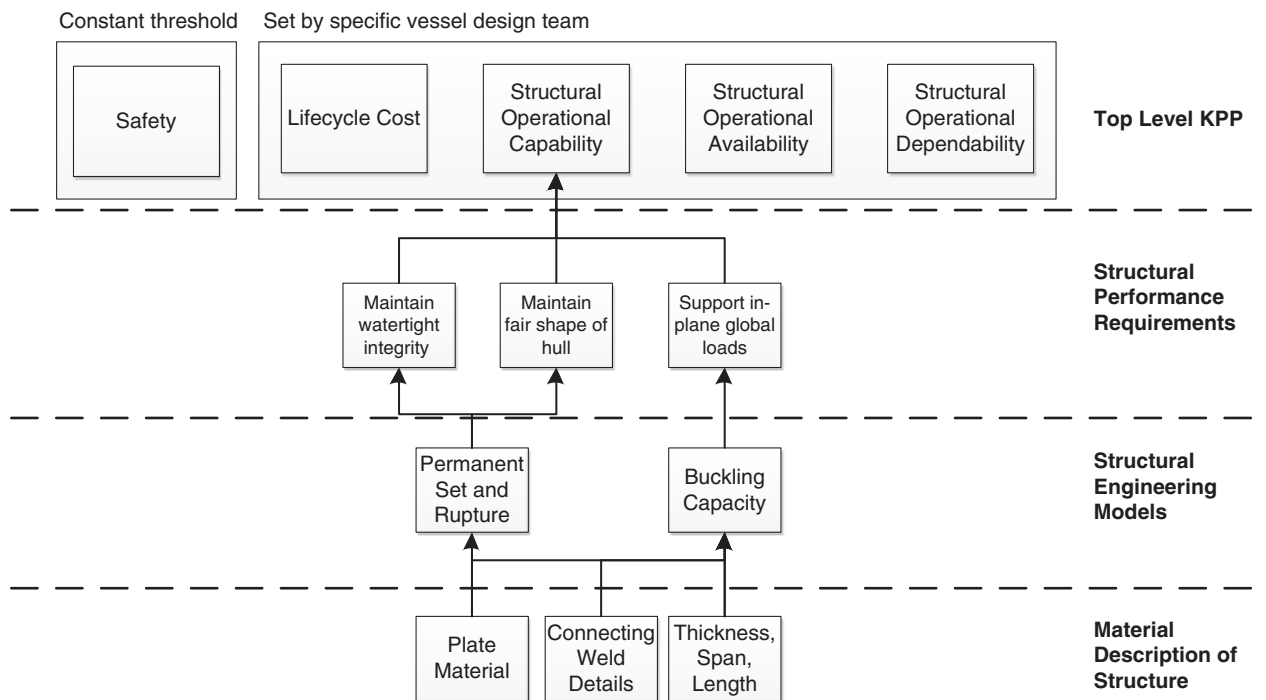 Constant threshold
Set by specific vessel design team
Safety
Lifecycle Cost
Structural
Operational
Capability
Structural
Operational
Availability
Structural
Operational
Dependability
Top Level KPP
Maintain
watertight
integrity
Maintain
fair shape of
hull
Support in-
plane global
loads
Structural
Performance
Requirements
Permanent
Set and
Rupture
Buckling
Capacity
Structural
Engineering
Models
Plate
Material
Connecting
Weld
Details
Thickness,
Span,
Length
Material
Description of
Structure